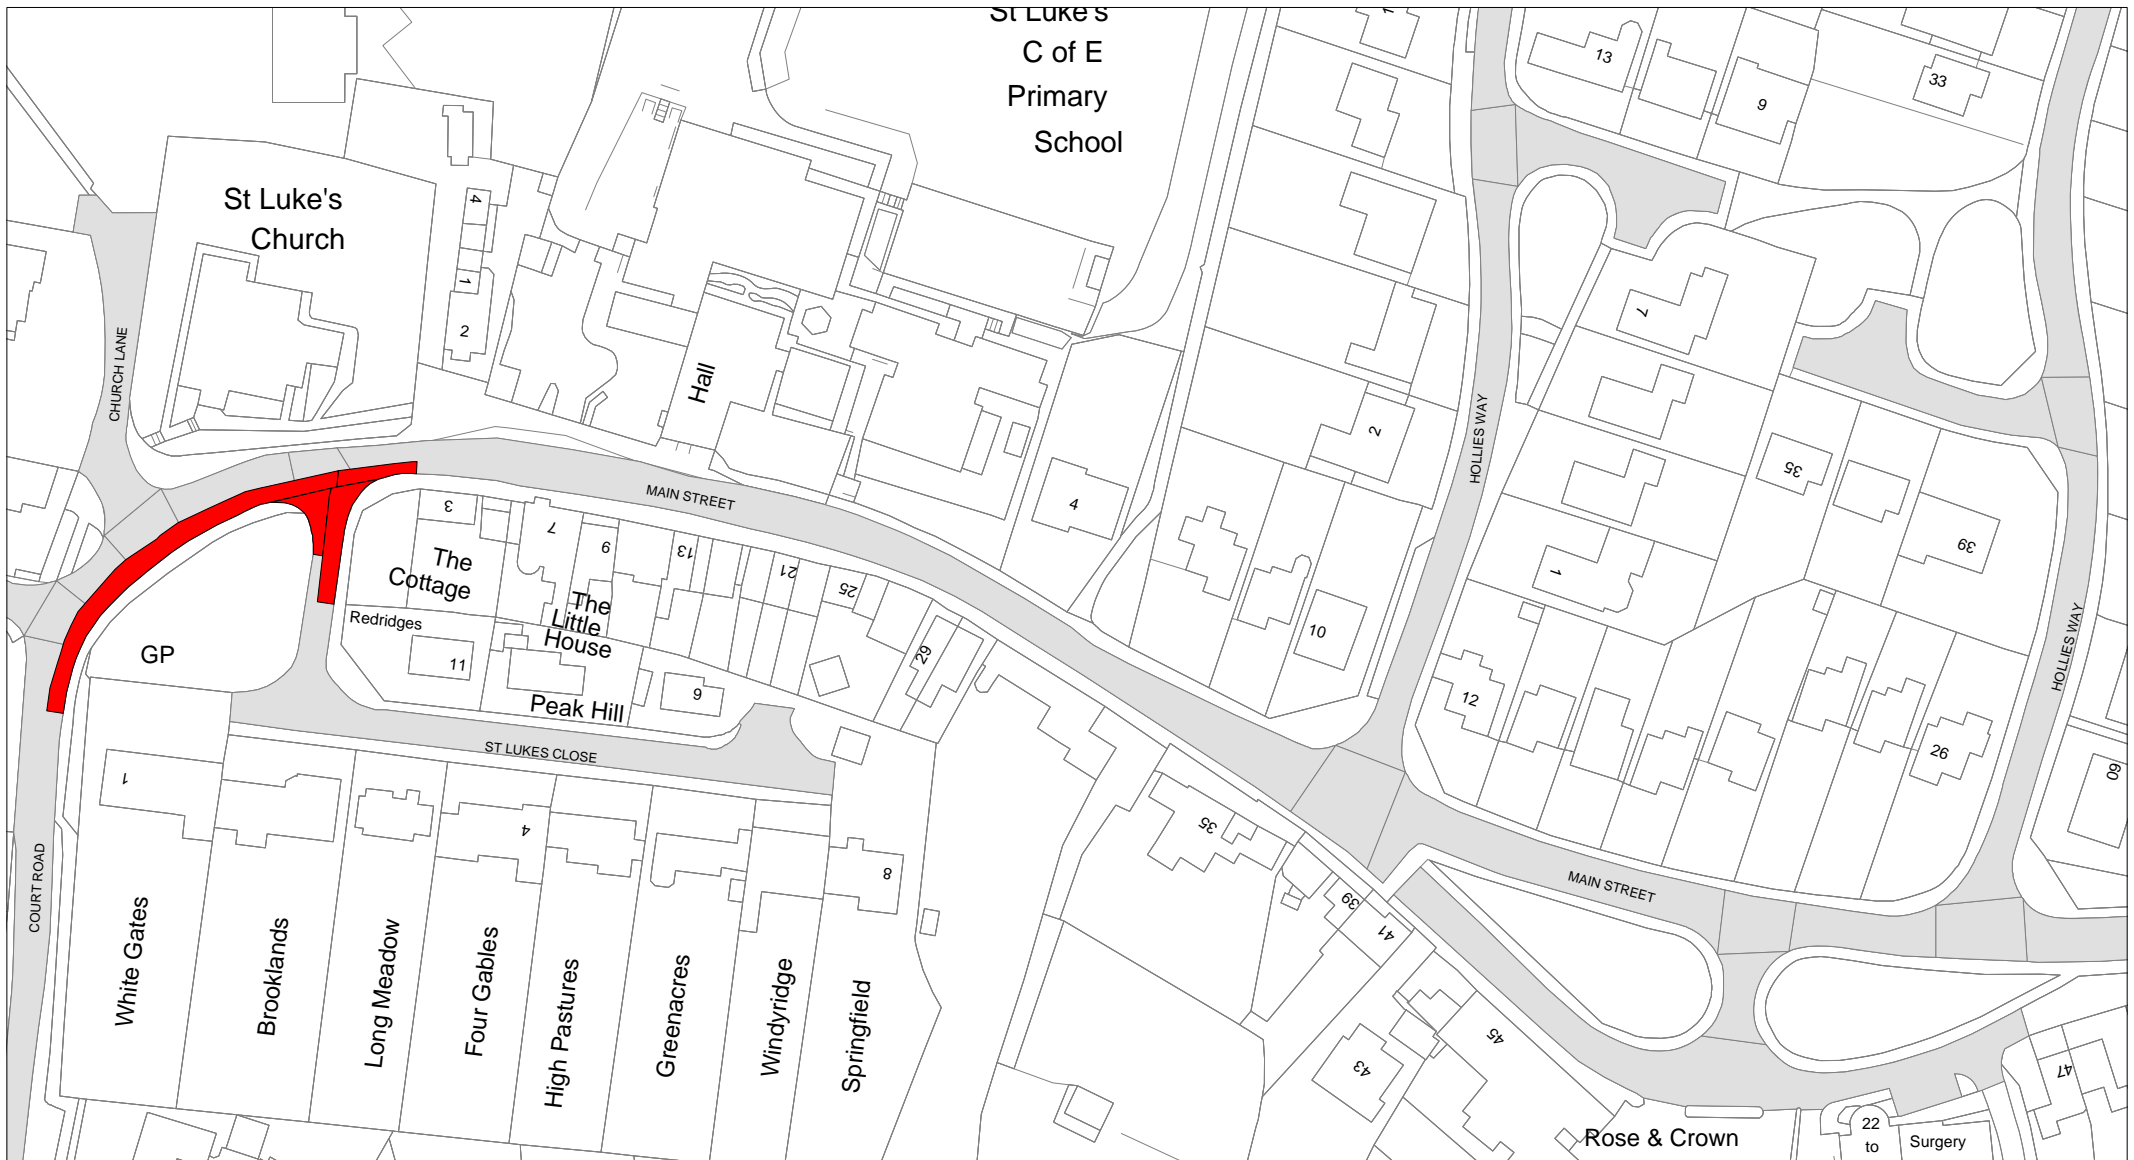 St Luke's
C of E
Primary
School
1
13
9
33
St Luke's
Church
4
1
2
Hall
CHURCH LANE
7
2
HOLLIES WAY
35
39
4
MAIN STREET
3
7
9
13
21
25
The
Cottage
The
Little
House
Redridges
11
Peak Hill
9
29
10
1
12
26
HOLLIES WAY
60
GP
ST LUKES CLOSE
1
4
8
35
39
41
MAIN STREET
COURT ROAD
White Gates
Brooklands
Long Meadow
Four Gables
High Pastures
Greenacres
Windyridge
Springfield
43
45
47
Rose & Crown
22
to
Surgery